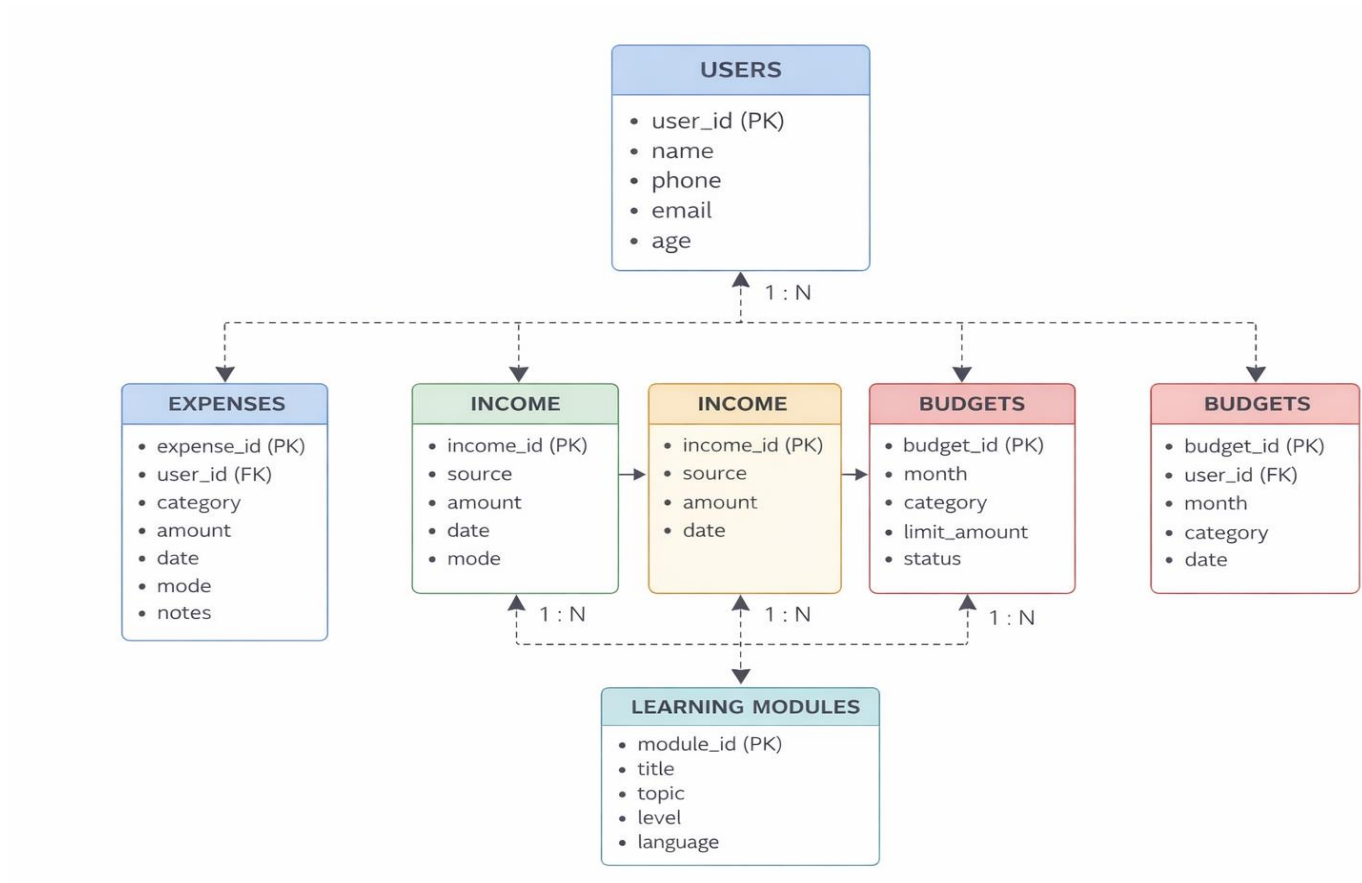 USERS
• user_id (PK)
• name
• phone
• email
• age
1 : N
EXPENSES
• expense_id (PK)
• user_id (FK)
• category
• amount
• date
• mode
• notes
INCOME
• income_id (PK)
• source
• amount
• date
• mode
1 : N
INCOME
• income_id (PK)
• source
• amount
• date
1 : N
BUDGETS
• budget_id (PK)
• month
• category
• limit_amount
• status
1 : N
BUDGETS
• budget_id (PK)
• user_id (FK)
• month
• category
• date
LEARNING MODULES
• module_id (PK)
• title
• topic
• level
• language